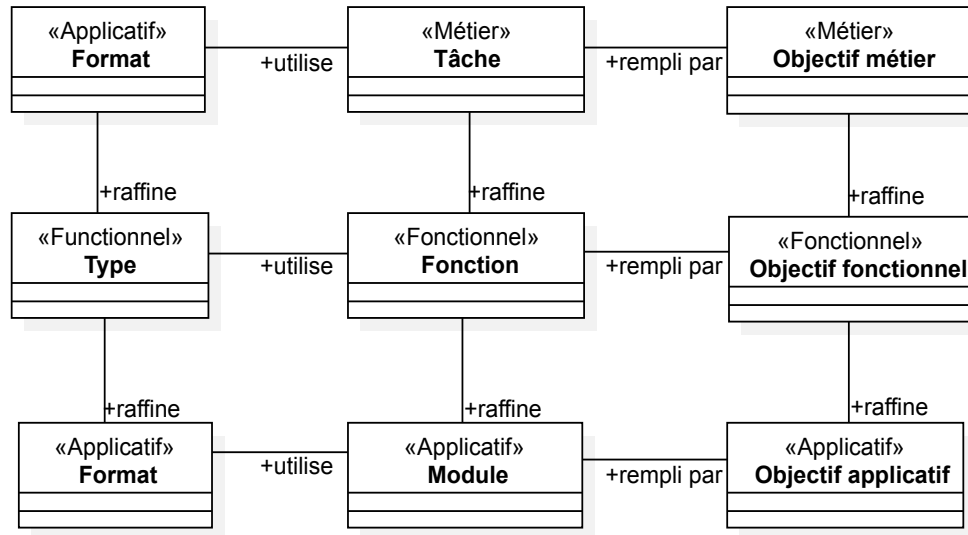 «Applicatif»
Format
+utilise
«Métier»
Tâche
+rempli par
«Métier»
Objectif métier
+raffine
+raffine
+raffine
«Functionnel»
Type
+utilise
«Fonctionnel»
Fonction
+rempli par
«Fonctionnel»
Objectif fonctionnel
+raffine
+raffine
+raffine
«Applicatif»
Format
+utilise
«Applicatif»
Module
+rempli par
«Applicatif»
Objectif applicatif